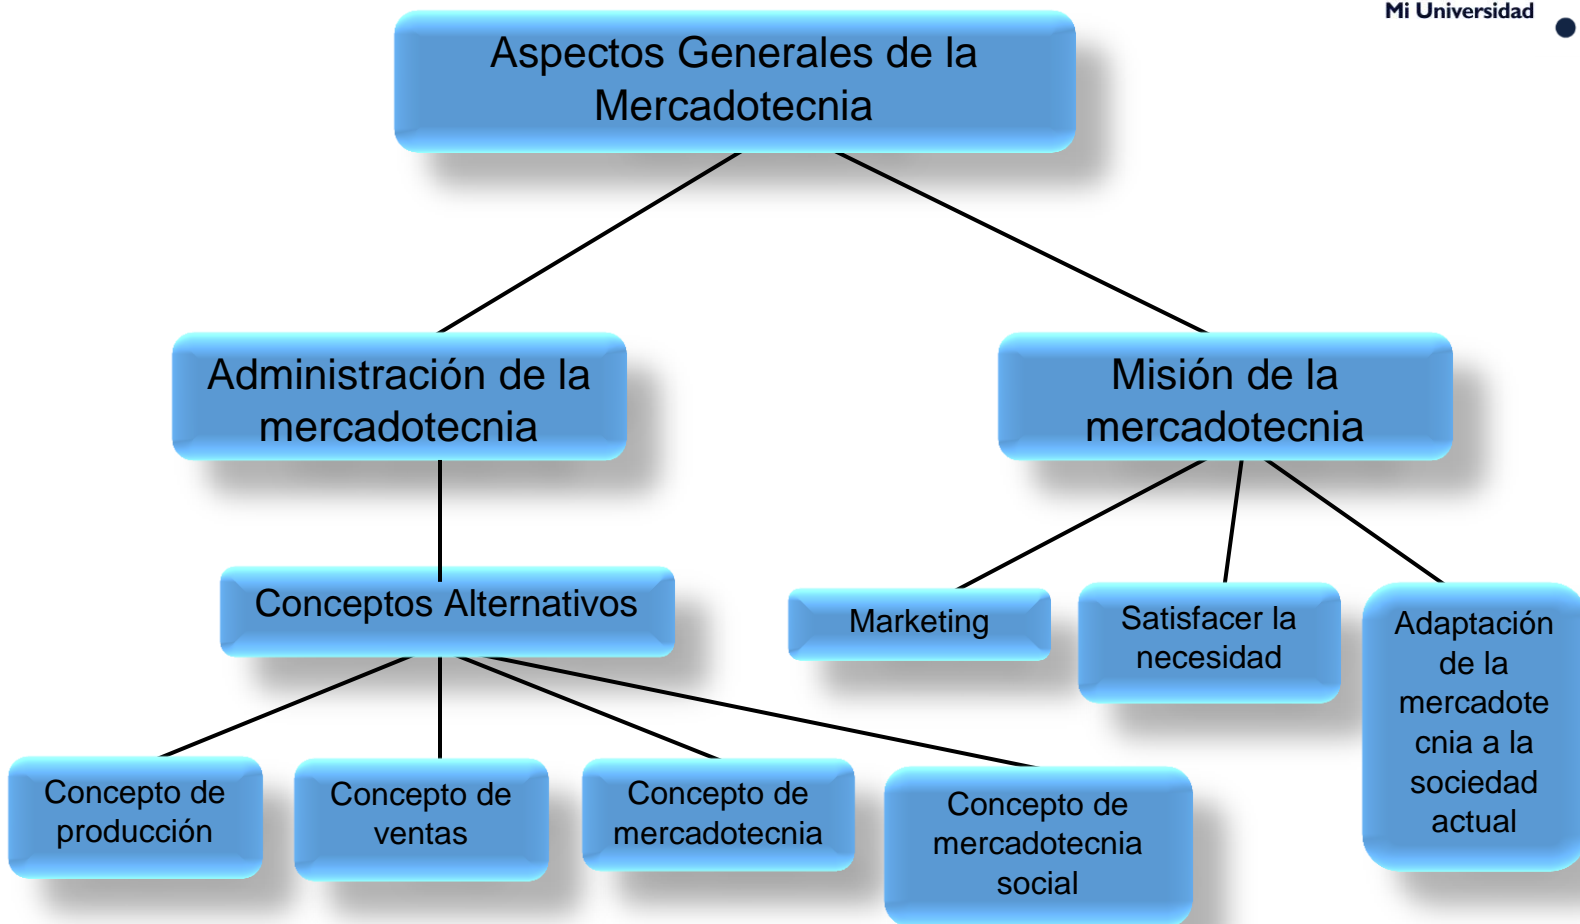 Mi Universidad
Aspectos Generales de la
Mercadotecnia
Administración de la
mercadotecnia
Misión de la
mercadotecnia
Conceptos Alternativos
Marketing
Satisfacer la
necesidad
Adaptación
de la
mercadote
cnia a la
sociedad
actual
Concepto de
producción
Concepto de
ventas
Concepto de
mercadotecnia
Concepto de
mercadotecnia
social